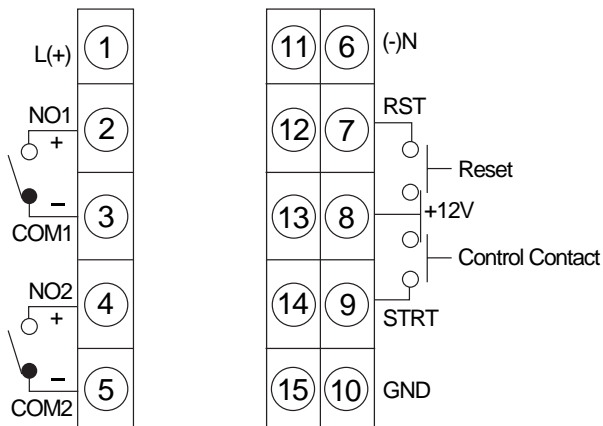 L(+)
1
11
6
(-)N
NO1
+
2
12
7
RST
Reset
–
3
COM1
13
8
+12V
Control Contact
NO2
+
4
14
9
STRT
–
5
COM2
15
10
GND